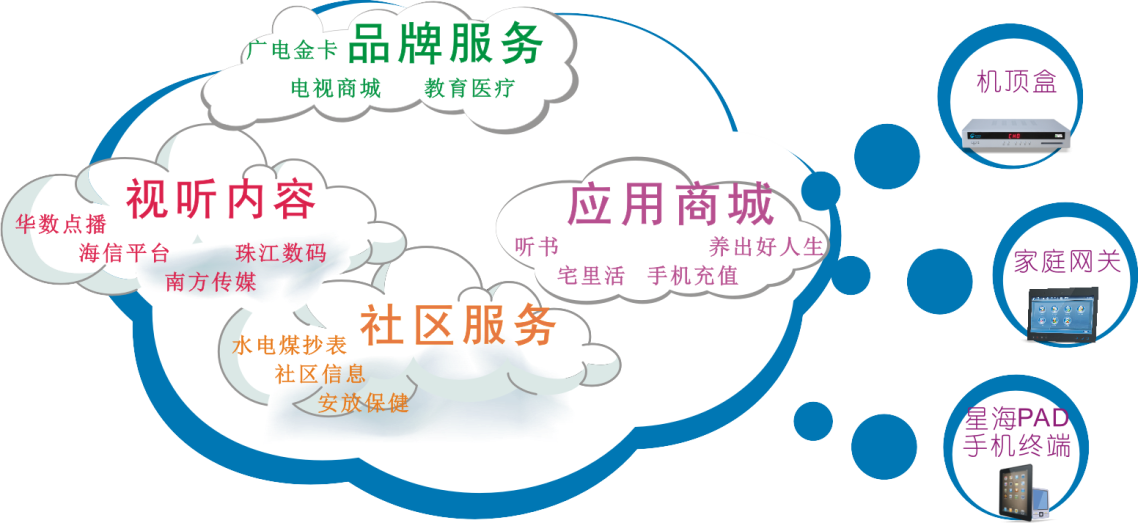 广电金卡 品牌服务
电视商城 教育医疗
视听内容
华数点播
海信平台 珠江数码
南方传媒
应用商城
听书 养出好人生
宅里活 手机充值
社区服务
水电煤抄表
社区信息
安放保健
机顶盒
家庭网关
星海PAD
手机终端